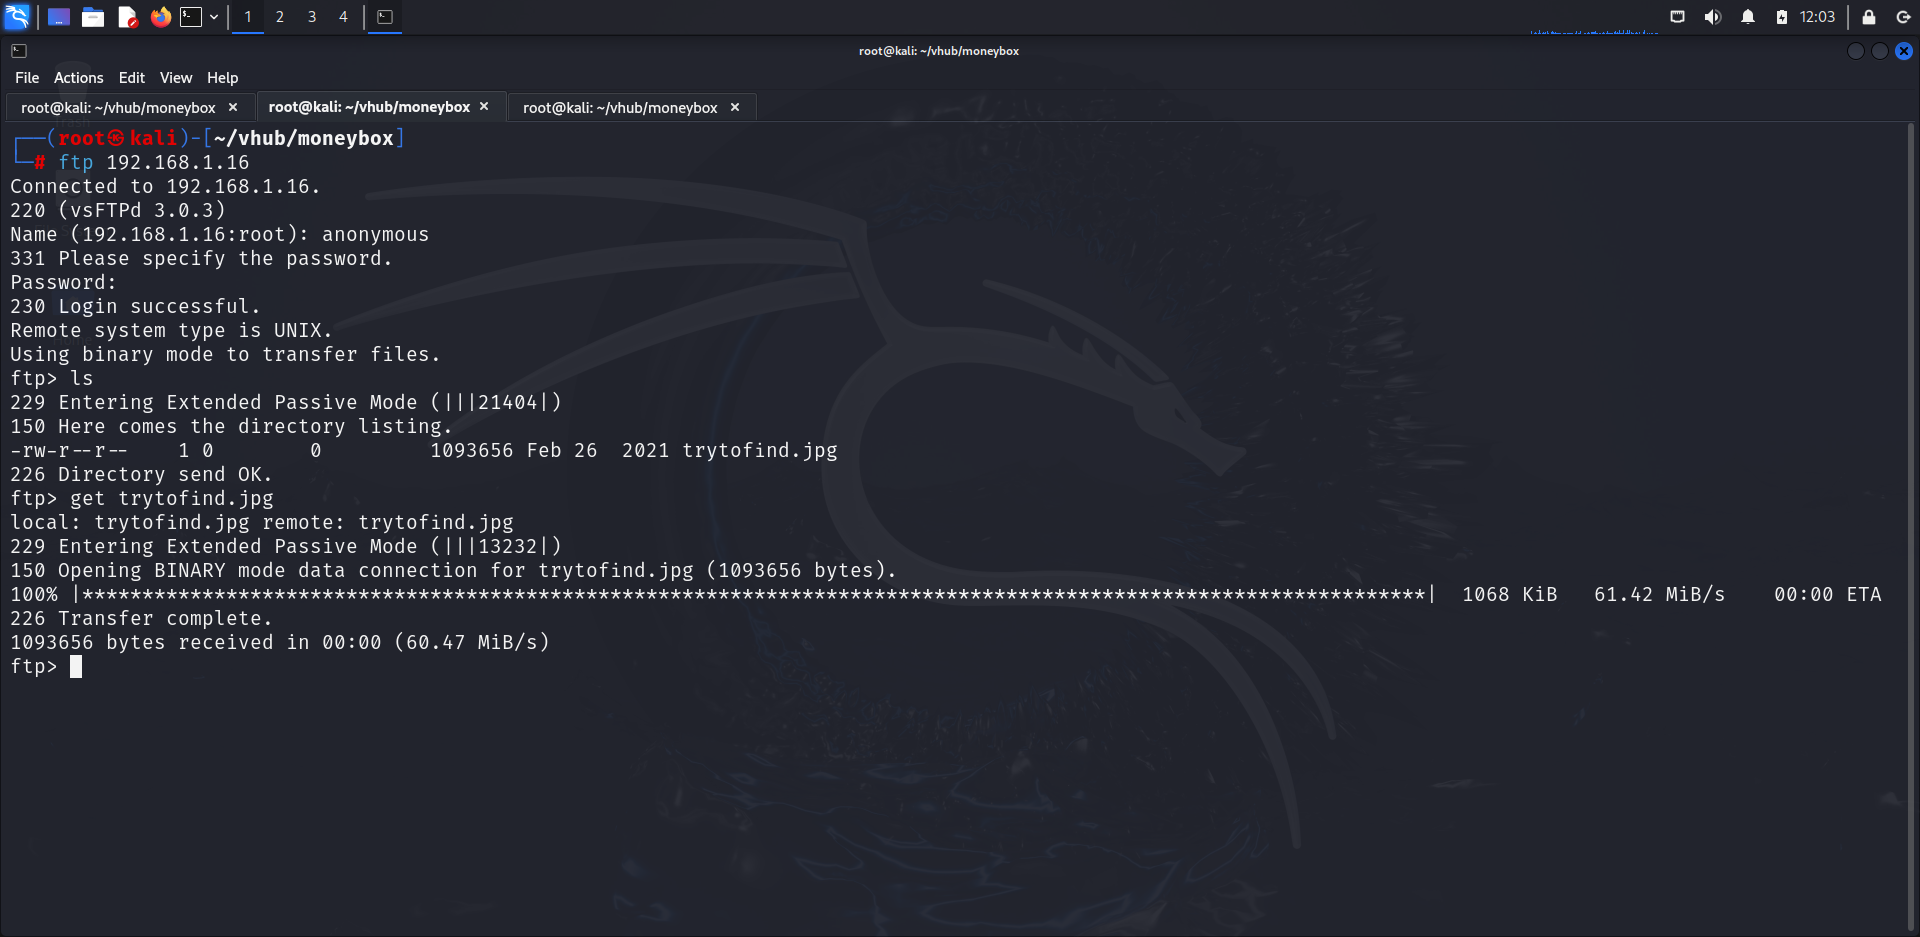 1 2 3 4 12:03
root@kali: ~/vhub/moneybox
File Actions Edit View Help
root@kali: ~/vhub/moneybox × root@kali: ~/vhub/moneybox × root@kali: ~/vhub/moneybox ×
┌──(root㉿kali)-[~/vhub/moneybox]
└─# ftp 192.168.1.16
Connected to 192.168.1.16.
220 (vsFTPd 3.0.3)
Name (192.168.1.16:root): anonymous
331 Please specify the password.
Password:
230 Login successful.
Remote system type is UNIX.
Using binary mode to transfer files.
ftp> ls
229 Entering Extended Passive Mode (|||21404|)
150 Here comes the directory listing.
-rw-r--r--    1 0        0         1093656 Feb 26  2021 trytofind.jpg
226 Directory send OK.
ftp> get trytofind.jpg
local: trytofind.jpg remote: trytofind.jpg
229 Entering Extended Passive Mode (|||13232|)
150 Opening BINARY mode data connection for trytofind.jpg (1093656 bytes).
100% |****************************************************************************************************************|  1068 KiB   61.42 MiB/s    00:00 ETA
226 Transfer complete.
1093656 bytes received in 00:00 (60.47 MiB/s)
ftp>